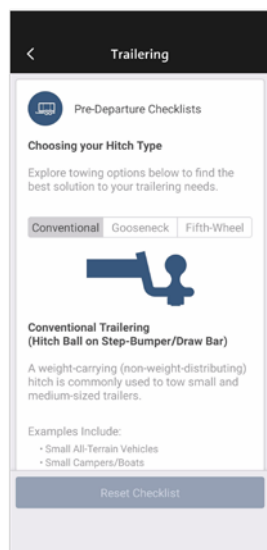 Trailering
Pre-Departure Checklists
Choosing your Hitch Type
Explore towing options below to find the
best solution to your trailering needs.
Conventional Gooseneck Fifth-Wheel
Conventional Trailering
(Hitch Ball on Step-Bumper/Draw Bar)
A weight-carrying (non-weight-distributing)
hitch is commonly used to tow small and
medium-sized trailers.
Examples Include:
• Small All-Terrain Vehicles
• Small Campers/Boats
Reset Checklist